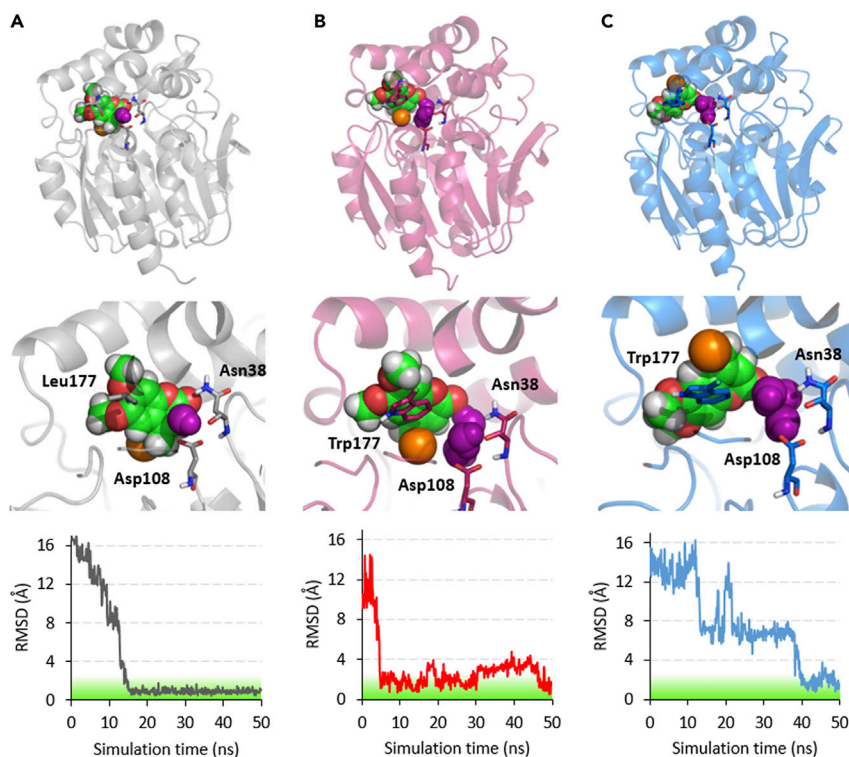 A
B
C
Leu177
Asn38
Asp108
Trp177
Asn38
Asp108
Trp177
Asn38
Asp108
RMSD (Å)
16
12
8
4
0
0 10 20 30 40 50
Simulation time (ns)
RMSD (Å)
16
12
8
4
0
0 10 20 30 40 50
Simulation time (ns)
RMSD (Å)
16
12
8
4
0
0 10 20 30 40 50
Simulation time (ns)